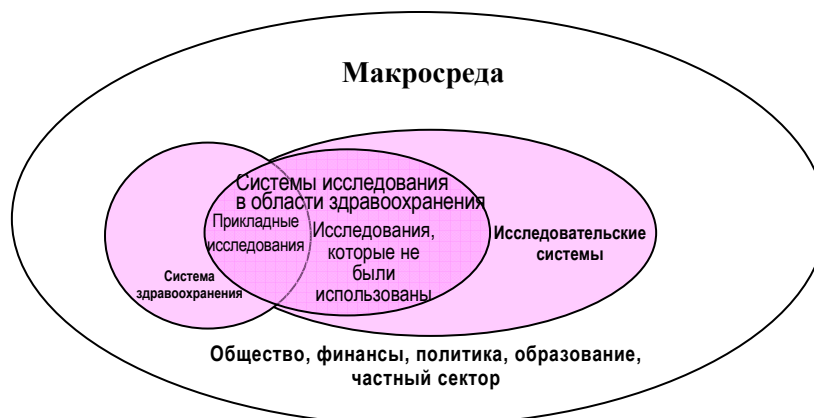 Макросреда
Системы исследования
в области здравоохранения
Прикладные
исследования
Исследования,
которые не
были
использованы
Исследовательские
системы
Система
здравоохранения
Общество, финансы, политика, образование,
частный сектор